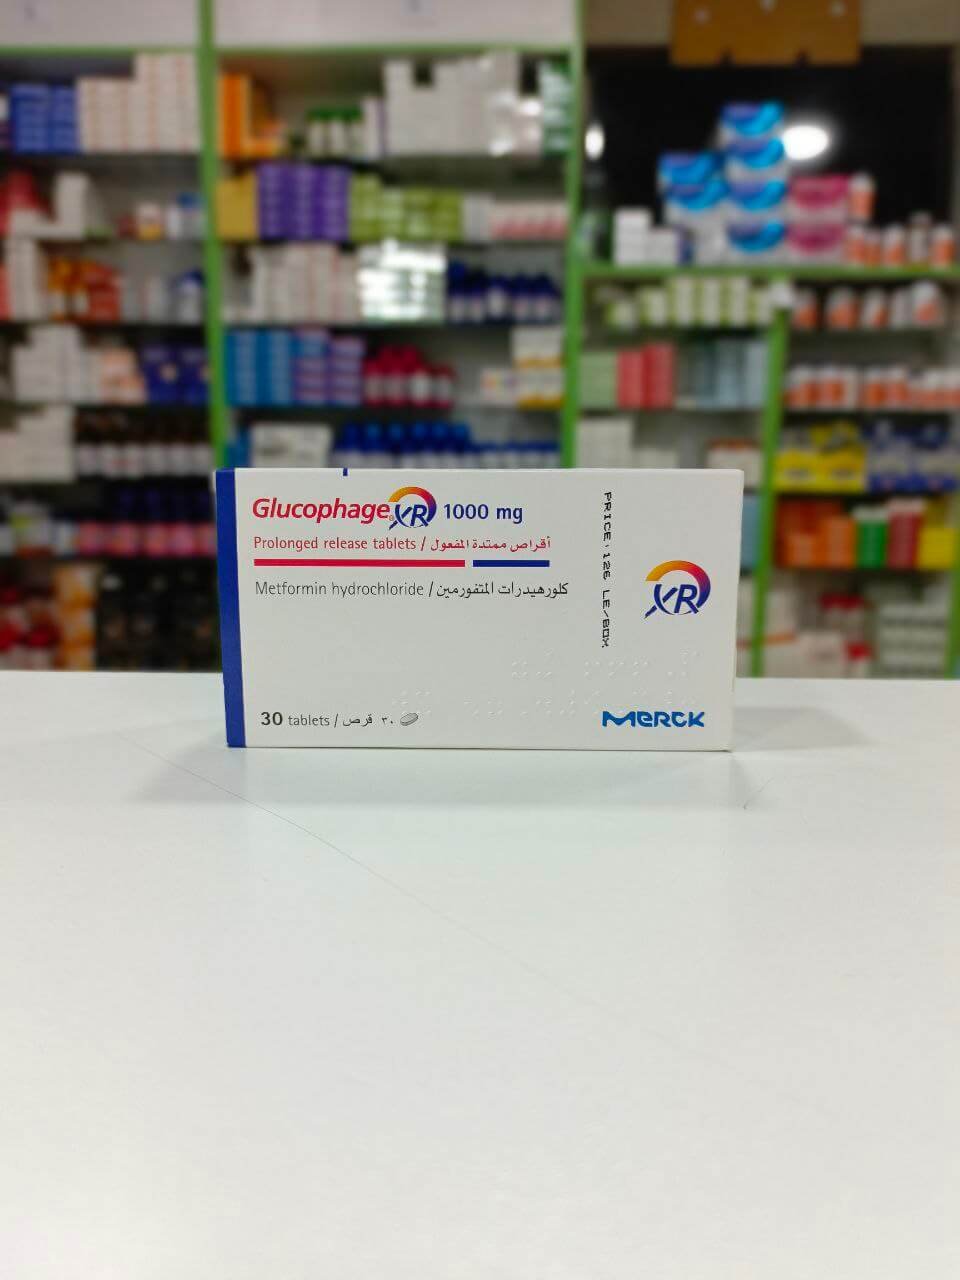 Glucophage® XR 1000 mg
Prolonged release tablets / أقراص ممتدة المفعول
Metformin hydrochloride / كلورهيدرات المتفورمين
30 tablets / ٣٠ قرص
PRICE: 126 LE/BOX
XR
MERCK